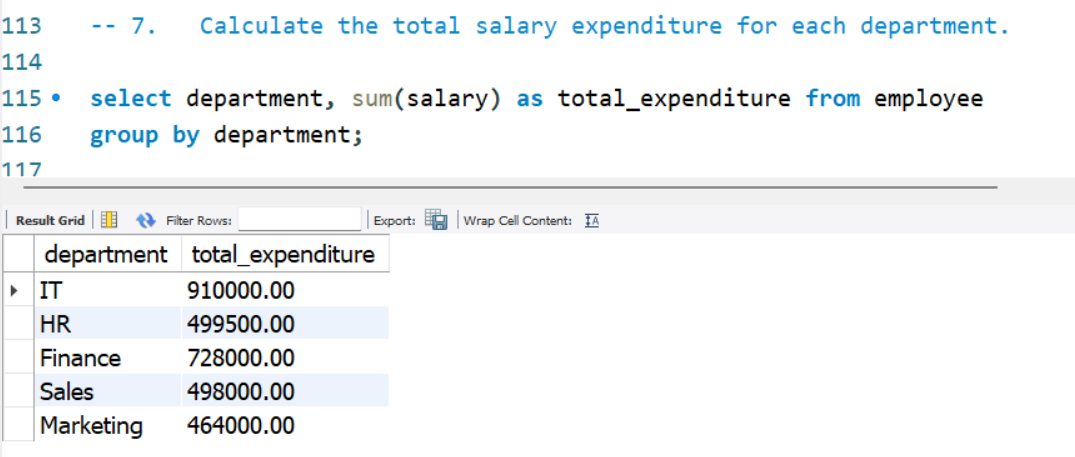 113 -- 7. Calculate the total salary expenditure for each department.
114
115 select department, sum(salary) as total_expenditure from employee
116 group by department;
117
Result Grid Filter Rows: Export: Wrap Cell Content:
department total_expenditure
IT 910000.00
HR 499500.00
Finance 728000.00
Sales 498000.00
Marketing 464000.00